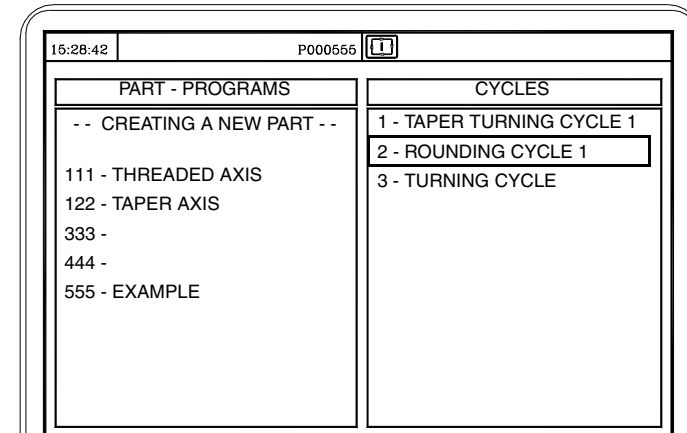 15:28:42
P000555
PART - PROGRAMS
- - CREATING A NEW PART - -
111 - THREADED AXIS
122 - TAPER AXIS
333 -
444 -
555 - EXAMPLE
CYCLES
1 - TAPER TURNING CYCLE 1
2 - ROUNDING CYCLE 1
3 - TURNING CYCLE